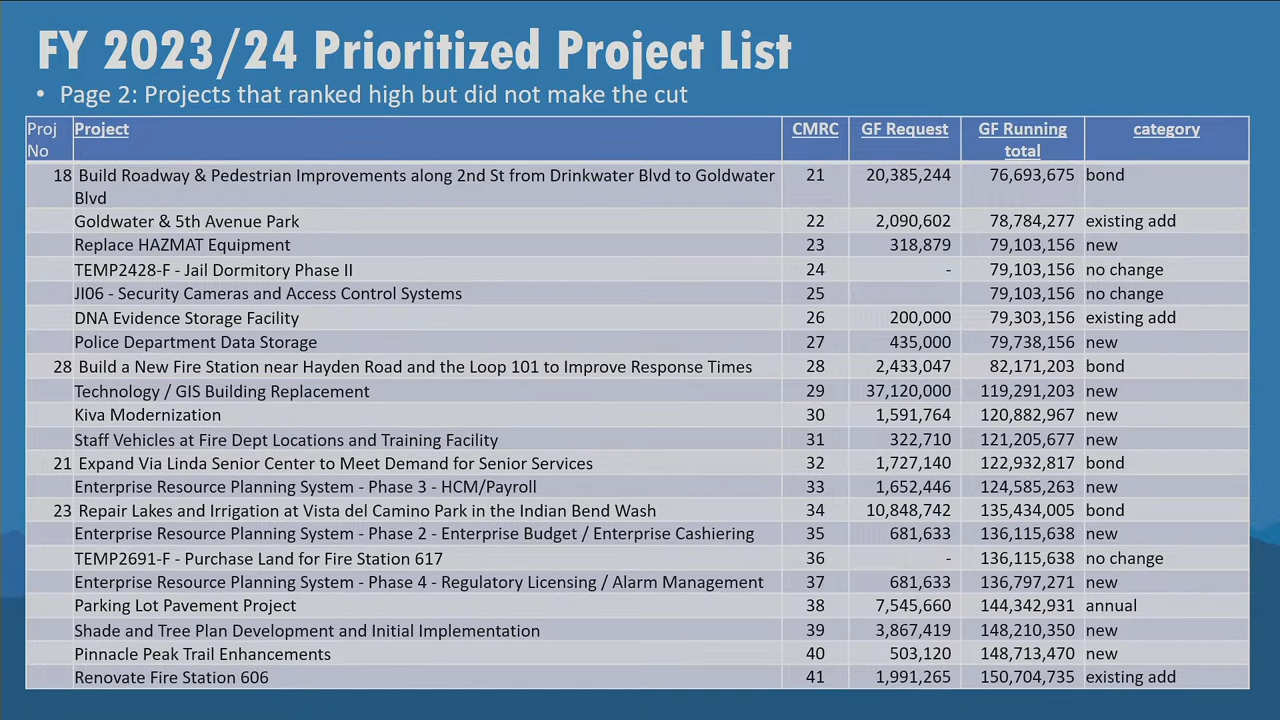 FY 2023/24 Prioritized Project List
• Page 2: Projects that ranked high but did not make the cut
Proj No Project CMRC GF Request GF Running total category
18 Build Roadway & Pedestrian Improvements along 2nd St from Drinkwater Blvd to Goldwater Blvd 21 20,385,244 76,693,675 bond
Goldwater & 5th Avenue Park 22 2,090,602 78,784,277 existing add
Replace HAZMAT Equipment 23 318,879 79,103,156 new
TEMP2428-F - Jail Dormitory Phase II 24 - 79,103,156 no change
JI06 - Security Cameras and Access Control Systems 25 79,103,156 no change
DNA Evidence Storage Facility 26 200,000 79,303,156 existing add
Police Department Data Storage 27 435,000 79,738,156 new
28 Build a New Fire Station near Hayden Road and the Loop 101 to Improve Response Times 28 2,433,047 82,171,203 bond
Technology / GIS Building Replacement 29 37,120,000 119,291,203 new
Kiva Modernization 30 1,591,764 120,882,967 new
Staff Vehicles at Fire Dept Locations and Training Facility 31 322,710 121,205,677 new
21 Expand Via Linda Senior Center to Meet Demand for Senior Services 32 1,727,140 122,932,817 bond
Enterprise Resource Planning System - Phase 3 - HCM/Payroll 33 1,652,446 124,585,263 new
23 Repair Lakes and Irrigation at Vista del Camino Park in the Indian Bend Wash 34 10,848,742 135,434,005 bond
Enterprise Resource Planning System - Phase 2 - Enterprise Budget / Enterprise Cashiering 35 681,633 136,115,638 new
TEMP2691-F - Purchase Land for Fire Station 617 36 - 136,115,638 no change
Enterprise Resource Planning System - Phase 4 - Regulatory Licensing / Alarm Management 37 681,633 136,797,271 new
Parking Lot Pavement Project 38 7,545,660 144,342,931 annual
Shade and Tree Plan Development and Initial Implementation 39 3,867,419 148,210,350 new
Pinnacle Peak Trail Enhancements 40 503,120 148,713,470 new
Renovate Fire Station 606 41 1,991,265 150,704,735 existing add